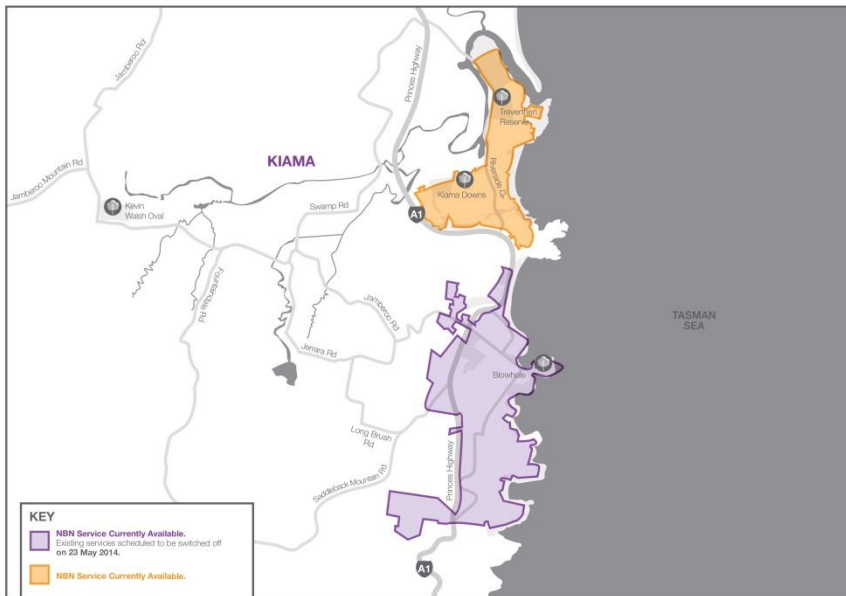 Jamberoo Rd
Princes Highway
Trevethen
Reserve
KIAMA
Jamberoo Mountain Rd
Kiama Downs
Riverside Dr
Kevin
Walsh Oval
Swamp Rd
A1
Fountaindale Rd
Jamberoo Rd
TASMAN
SEA
Jerrara Rd
Blowhole
Long Brush
Rd
Saddleback Mountain Rd
Princes Highway
KEY
NBN Service Currently Available.
Existing services scheduled to be switched off
on 23 May 2014.
NBN Service Currently Available.
A1